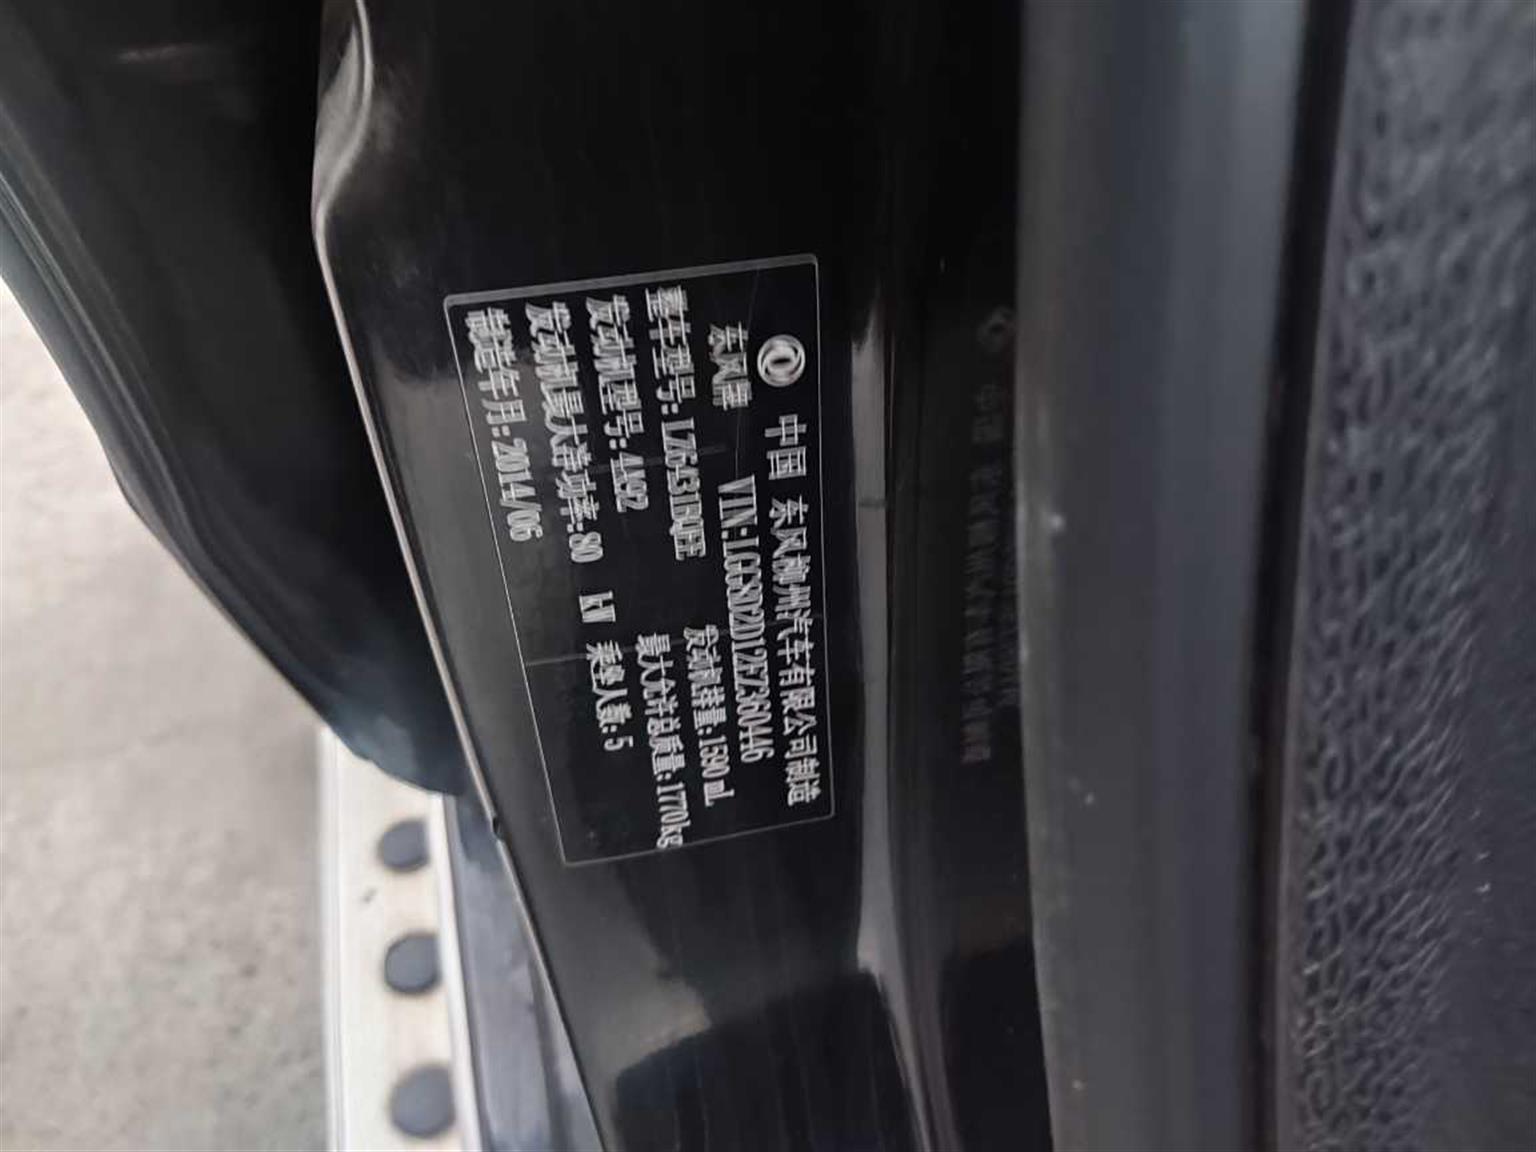 中国 东风柳州汽车有限公司制造
东风牌 VIN:LGG8D2D12EZ360446
整车型号:LZ6431BQEE 发动机排量:1590 mL
发动机型号:4A92 最大允许总质量:1770kg
发动机最大净功率:80 kW 乘坐人数:5
制造年月:2014/06